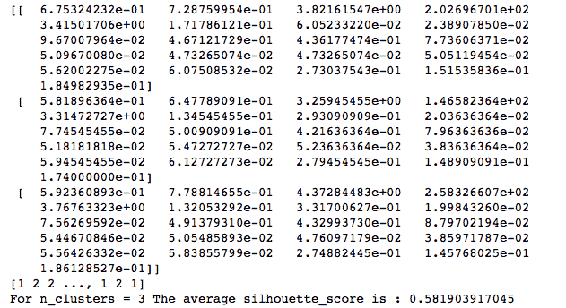 [[  6.75324232e-01   7.28759954e-01   3.82161547e+00   2.02696701e+02
    3.41501706e+00   1.71786121e-01   6.05233220e-02   2.38907850e-02
    9.67007964e-02   4.67121729e-01   4.36177474e-01   7.73606371e-02
    5.09670080e-02   4.73265074e-02   4.73265074e-02   5.05119454e-02
    5.62002275e-02   6.07508532e-02   2.73037543e-01   1.51535836e-01
    1.84982935e-01]
 [  5.81896364e-01   6.47789091e-01   3.25945455e+00   1.46582364e+02
    3.31472727e+00   1.34545455e-01   2.93090909e-01   2.03636364e-02
    7.74545455e-02   5.00909091e-01   4.21636364e-01   7.96363636e-02
    5.18181818e-02   5.47272727e-02   5.23636364e-02   3.83636364e-02
    5.94545455e-02   6.12727273e-02   2.79454545e-01   1.48909091e-01
    1.74000000e-01]
 [  5.92360893e-01   7.78814655e-01   4.37284483e+00   2.58326607e+02
    3.76763323e+00   1.32053292e-01   3.31700627e-01   1.99843260e-02
    7.56269592e-02   4.91379310e-01   4.32993730e-01   8.79702194e-02
    5.44670846e-02   5.05485893e-02   4.76097179e-02   3.85971787e-02
    5.56426332e-02   5.83855799e-02   2.74882445e-01   1.45768025e-01
    1.86128527e-01]]
[1 2 2 ..., 1 2 1]
For n_clusters = 3 The average silhouette_score is : 0.581903917045